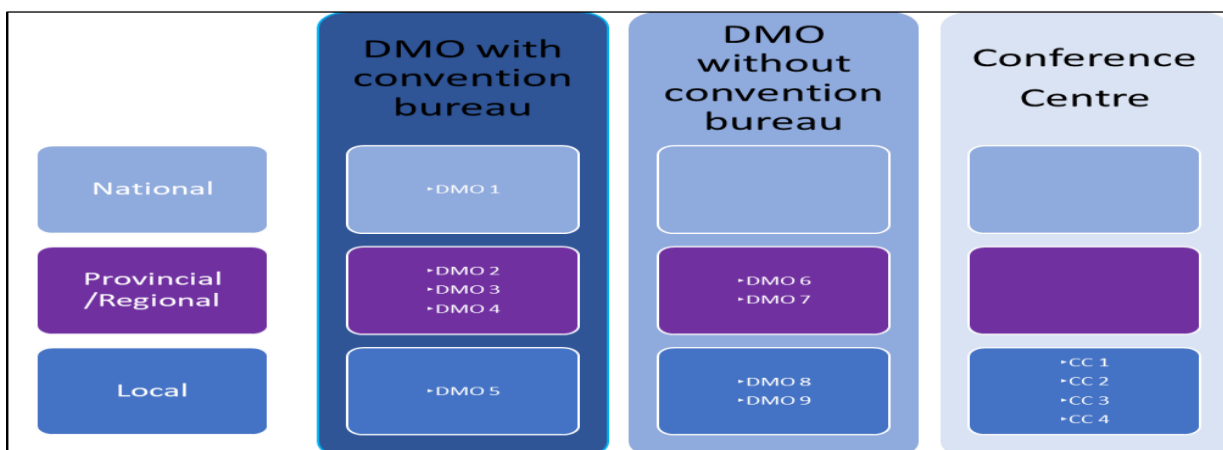 DMO with
convention
bureau
DMO
without
convention
bureau
Conference
Centre
National
‣DMO 1
Provincial
/Regional
‣DMO 2
‣DMO 3
‣DMO 4
‣DMO 6
‣DMO 7
Local
‣DMO 5
‣DMO 8
‣DMO 9
‣CC 1
‣CC 2
‣CC 3
‣CC 4